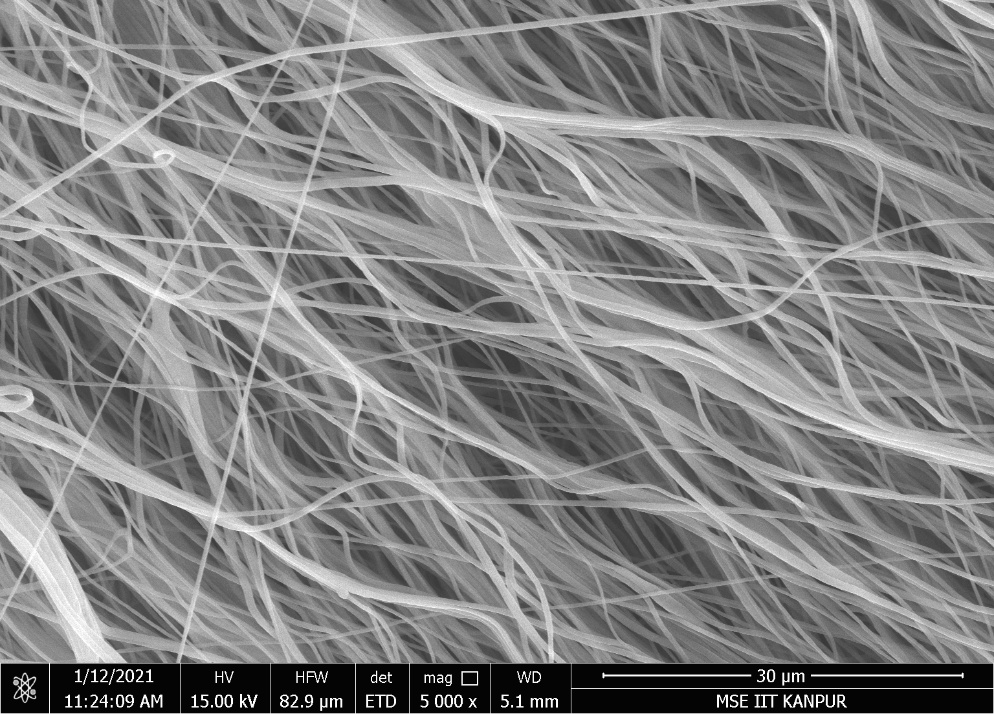 1/12/2021 HV HFW det mag WD 30 µm
11:24:09 AM 15.00 kV 82.9 µm ETD 5 000 x 5.1 mm MSE IIT KANPUR